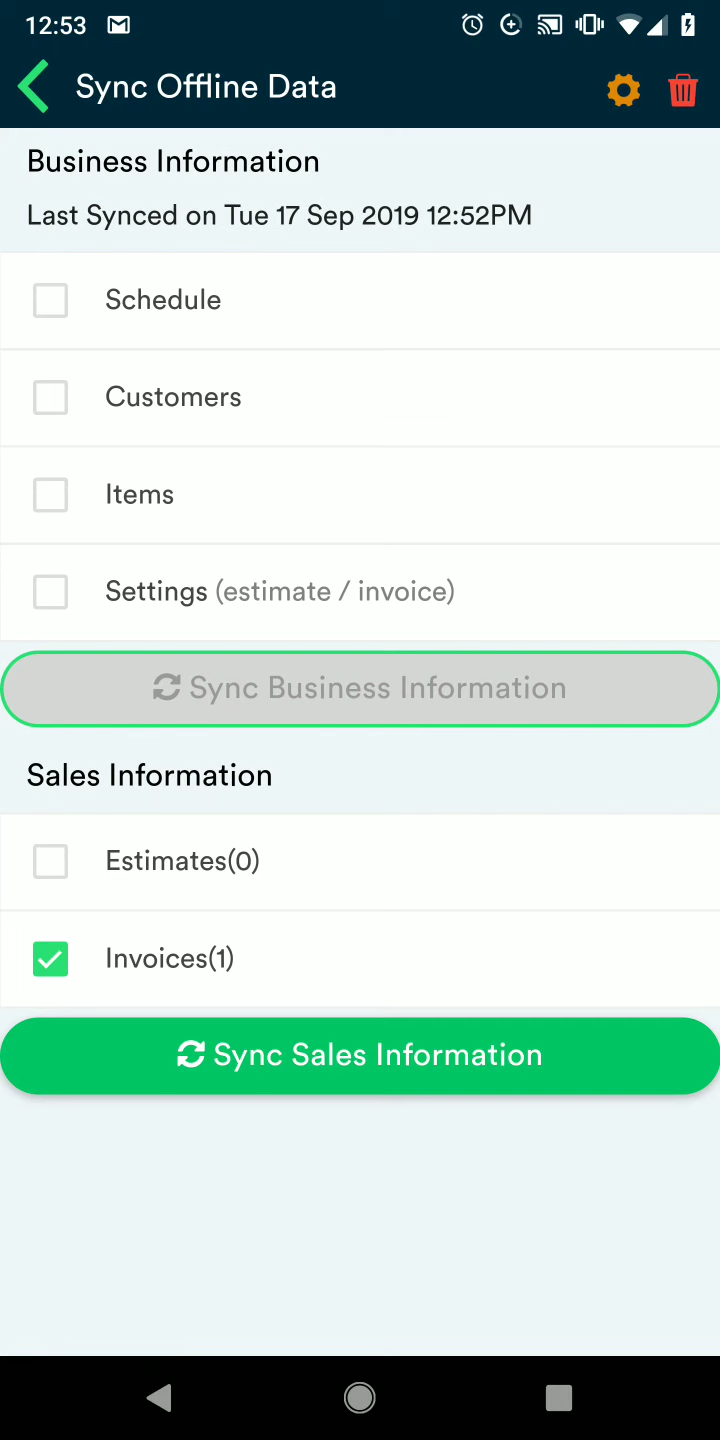 12:53
Sync Offline Data
Business Information
Last Synced on Tue 17 Sep 2019 12:52PM
Schedule
Customers
Items
Settings (estimate / invoice)
Sync Business Information
Sales Information
Estimates(0)
Invoices(1)
Sync Sales Information